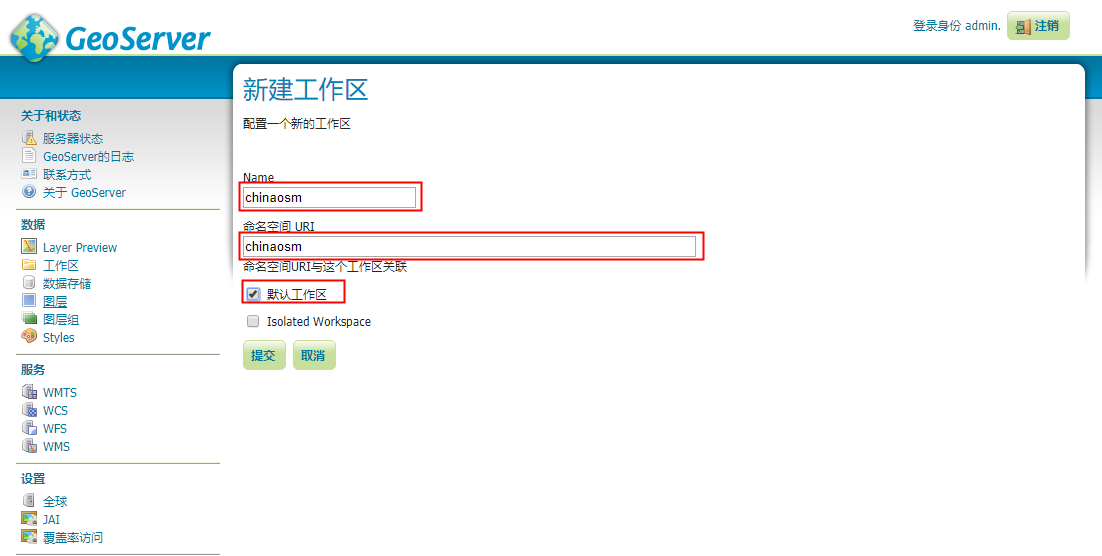 GeoServer
登录身份 admin.
注销
关于和状态
服务器状态
GeoServer的日志
联系方式
关于 GeoServer
数据
Layer Preview
工作区
数据存储
图层
图层组
Styles
服务
WMTS
WCS
WFS
WMS
设置
全球
JAI
覆盖率访问
新建工作区
配置一个新的工作区
Name
chinaosm
命名空间 URI
chinaosm
命名空间URI与这个工作区关联
默认工作区
Isolated Workspace
提交 取消